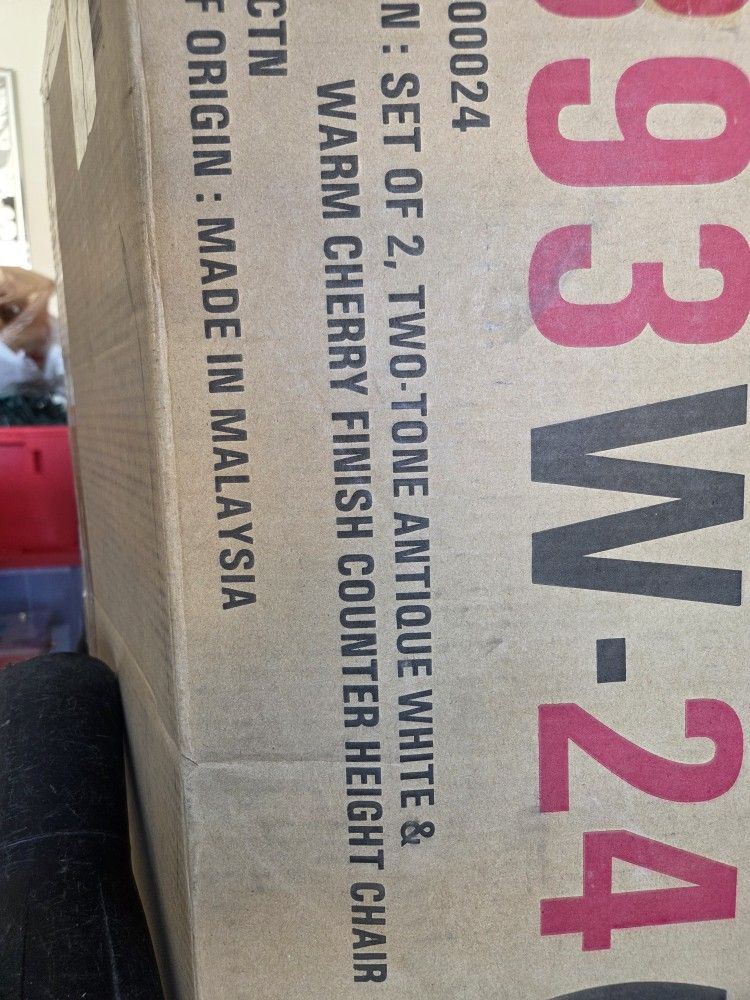 93W-24
00024
N : SET OF 2, TWO-TONE ANTIQUE WHITE &
WARM CHERRY FINISH COUNTER HEIGHT CHAIR
CTN
F ORIGIN : MADE IN MALAYSIA